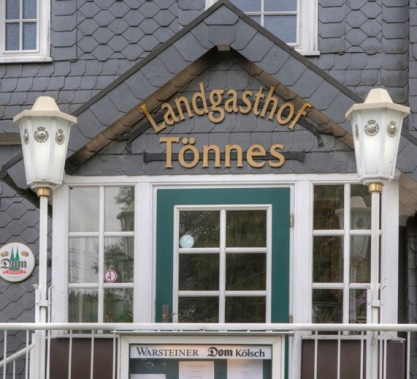 Landgasthof
Tönnes
Dom
WARSTEINER Dom Kölsch